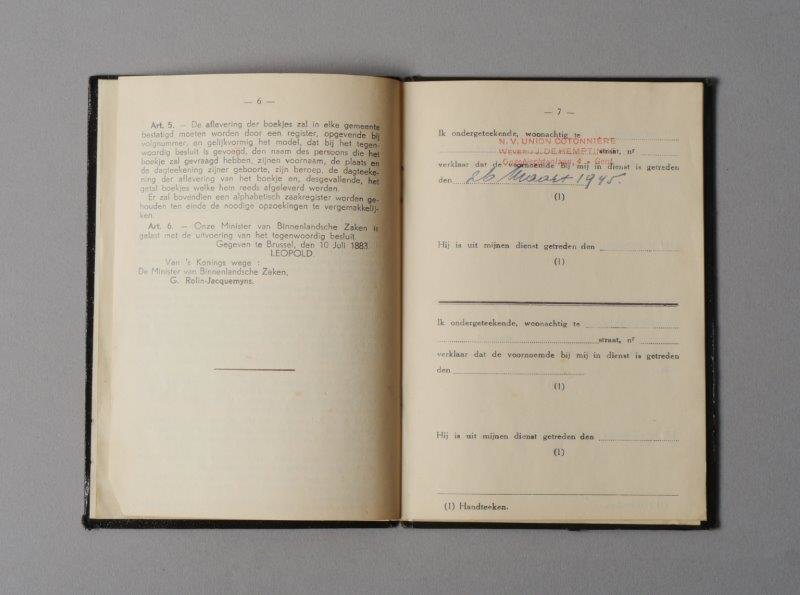 — 6 —
Art. 5. — De aflevering der boekjes zal in elke gemeente
bestatigd moeten worden door een register, opgevende bij
volgnummer, en gelijkvormig het model, dat bij het tegen-
woordig besluit is gevoegd, den naam des persoons die het
boekje zal gevraagd hebben, zijnen voornaam, de plaats en
de dagteekening zijner geboorte, zijn beroep, de dagteeke-
ning der aflevering van het boekje en, desgevallende, het
getal boekjes welke hem reeds afgeleverd werden.
Er zal bovendien een alphabetisch zaakregister worden ge-
houden ten einde de noodige opzoekingen te vergemakkelij-
ken.
Art. 6. — Onze Minister van Binnenlandsche Zaken is
gelast met de uitvoering van het tegenwoordig besluit.
Gegeven te Brussel, den 10 Juli 1883
LEOPOLD.
Van 's Konings wege :
De Minister van Binnenlandsche Zaken,
G. Rolin-Jacquemyns.
— 7 —
Ik ondergeteekende, woonachtig te
N. V. UNION COTONNIÈRE
straat, nr
WEVERIJ J. DE HEMPTINNE
verklaar dat de voornoemde bij mij in dienst is getreden
4 - Gent
den 26 Maart 1945.
(1)
Hij is uit mijnen dienst getreden den
(1)
Ik ondergeteekende, woonachtig te
straat, nr
verklaar dat de voornoemde bij mij in dienst is getreden
den
(1)
Hij is uit mijnen dienst getreden den
(1)
(1) Handteeken.